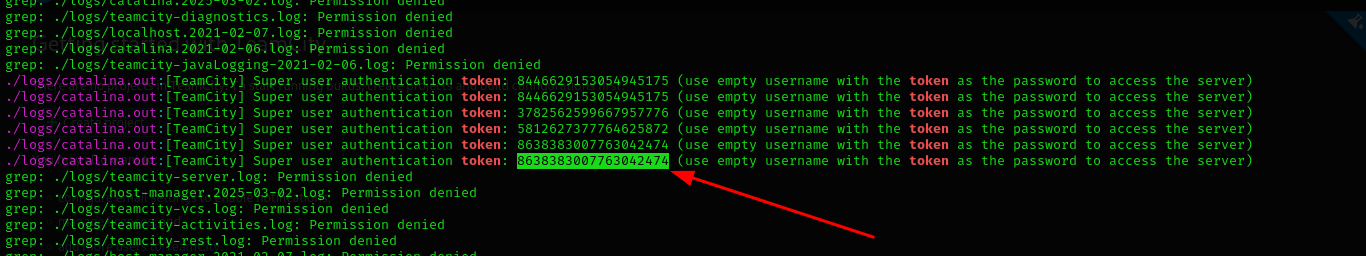 grep: ./logs/catalina.2025-03-02.log: Permission denied
grep: ./logs/teamcity-diagnostics.log: Permission denied
grep: ./logs/localhost.2021-02-07.log: Permission denied
grep: ./logs/catalina.2021-02-06.log: Permission denied
grep: ./logs/teamcity-javaLogging-2021-02-06.log: Permission denied
./logs/catalina.out:[TeamCity] Super user authentication token: 8446629153054945175 (use empty username with the token as the password to access the server)
./logs/catalina.out:[TeamCity] Super user authentication token: 8446629153054945175 (use empty username with the token as the password to access the server)
./logs/catalina.out:[TeamCity] Super user authentication token: 3782562599667957776 (use empty username with the token as the password to access the server)
./logs/catalina.out:[TeamCity] Super user authentication token: 5812627377764625872 (use empty username with the token as the password to access the server)
./logs/catalina.out:[TeamCity] Super user authentication token: 8638383007763042474 (use empty username with the token as the password to access the server)
./logs/catalina.out:[TeamCity] Super user authentication token: 8638383007763042474 (use empty username with the token as the password to access the server)
grep: ./logs/teamcity-server.log: Permission denied
grep: ./logs/host-manager.2025-03-02.log: Permission denied
grep: ./logs/teamcity-vcs.log: Permission denied
grep: ./logs/teamcity-activities.log: Permission denied
grep: ./logs/teamcity-rest.log: Permission denied
grep: ./logs/host-manager.2021-02-07.log: Permission denied